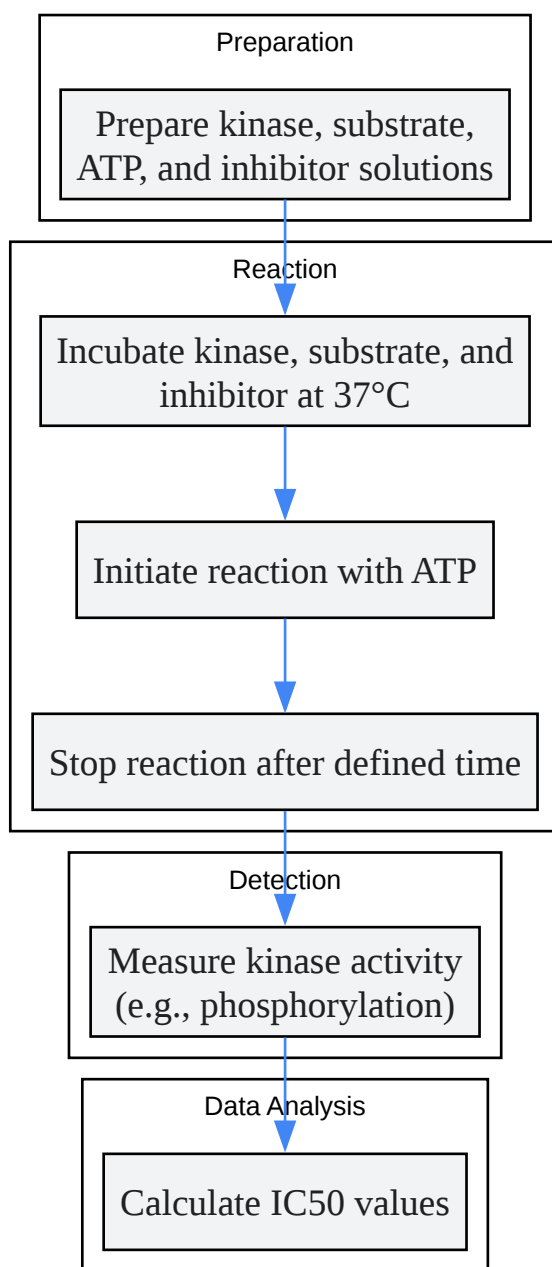 Preparation
Prepare kinase, substrate,
ATP, and inhibitor solutions
Reaction
Incubate kinase, substrate, and
inhibitor at 37°C
Initiate reaction with ATP
Stop reaction after defined time
Detection
Measure kinase activity
(e.g., phosphorylation)
Data Analysis
Calculate IC50 values